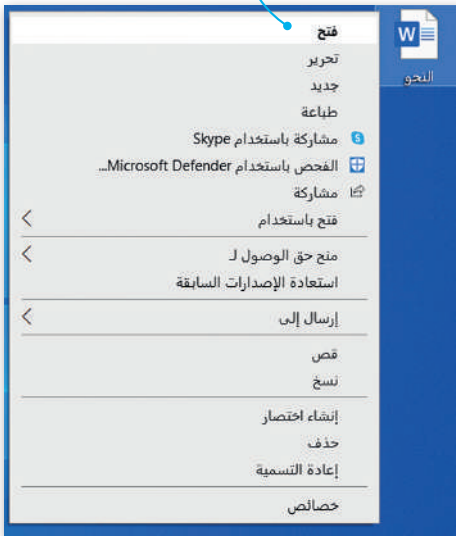 W
النحو
فتح
تحرير
جديد
طباعة
مشاركة باستخدام Skype
الفحص باستخدام Microsoft Defender...
مشاركة
فتح باستخدام
منح حق الوصول لـ
استعادة الإصدارات السابقة
إرسال إلى
قص
نسخ
إنشاء اختصار
حذف
إعادة التسمية
خصائص